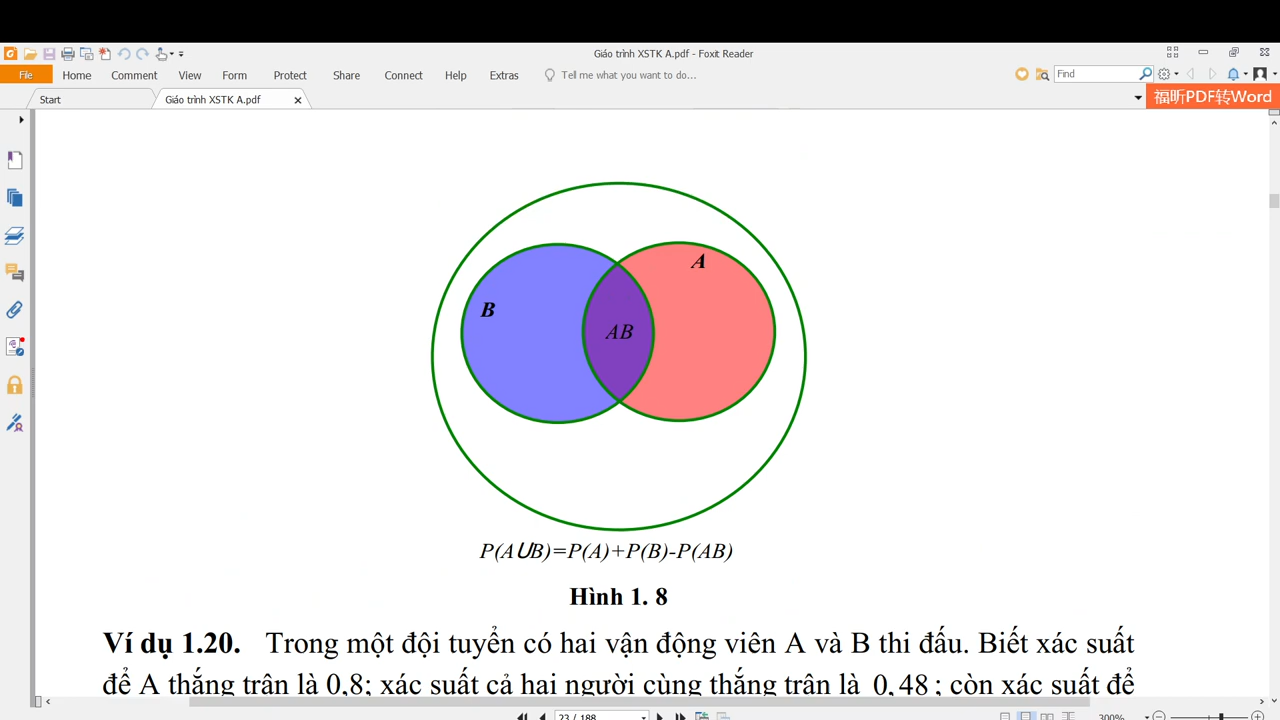 Giáo trình XSTK A.pdf - Foxit Reader
File Home Comment View Form Protect Share Connect Help Extras Tell me what you want to do... Find
Start Giáo trình XSTK A.pdf 福昕PDF转Word
A
B
AB
P(A∪B)=P(A)+P(B)-P(AB)
Hình 1. 8
Ví dụ 1.20. Trong một đội tuyển có hai vận động viên A và B thi đấu. Biết xác suất
để A thắng trận là 0,8; xác suất cả hai người cùng thắng trận là 0,48; còn xác suất để
23 / 188 300%